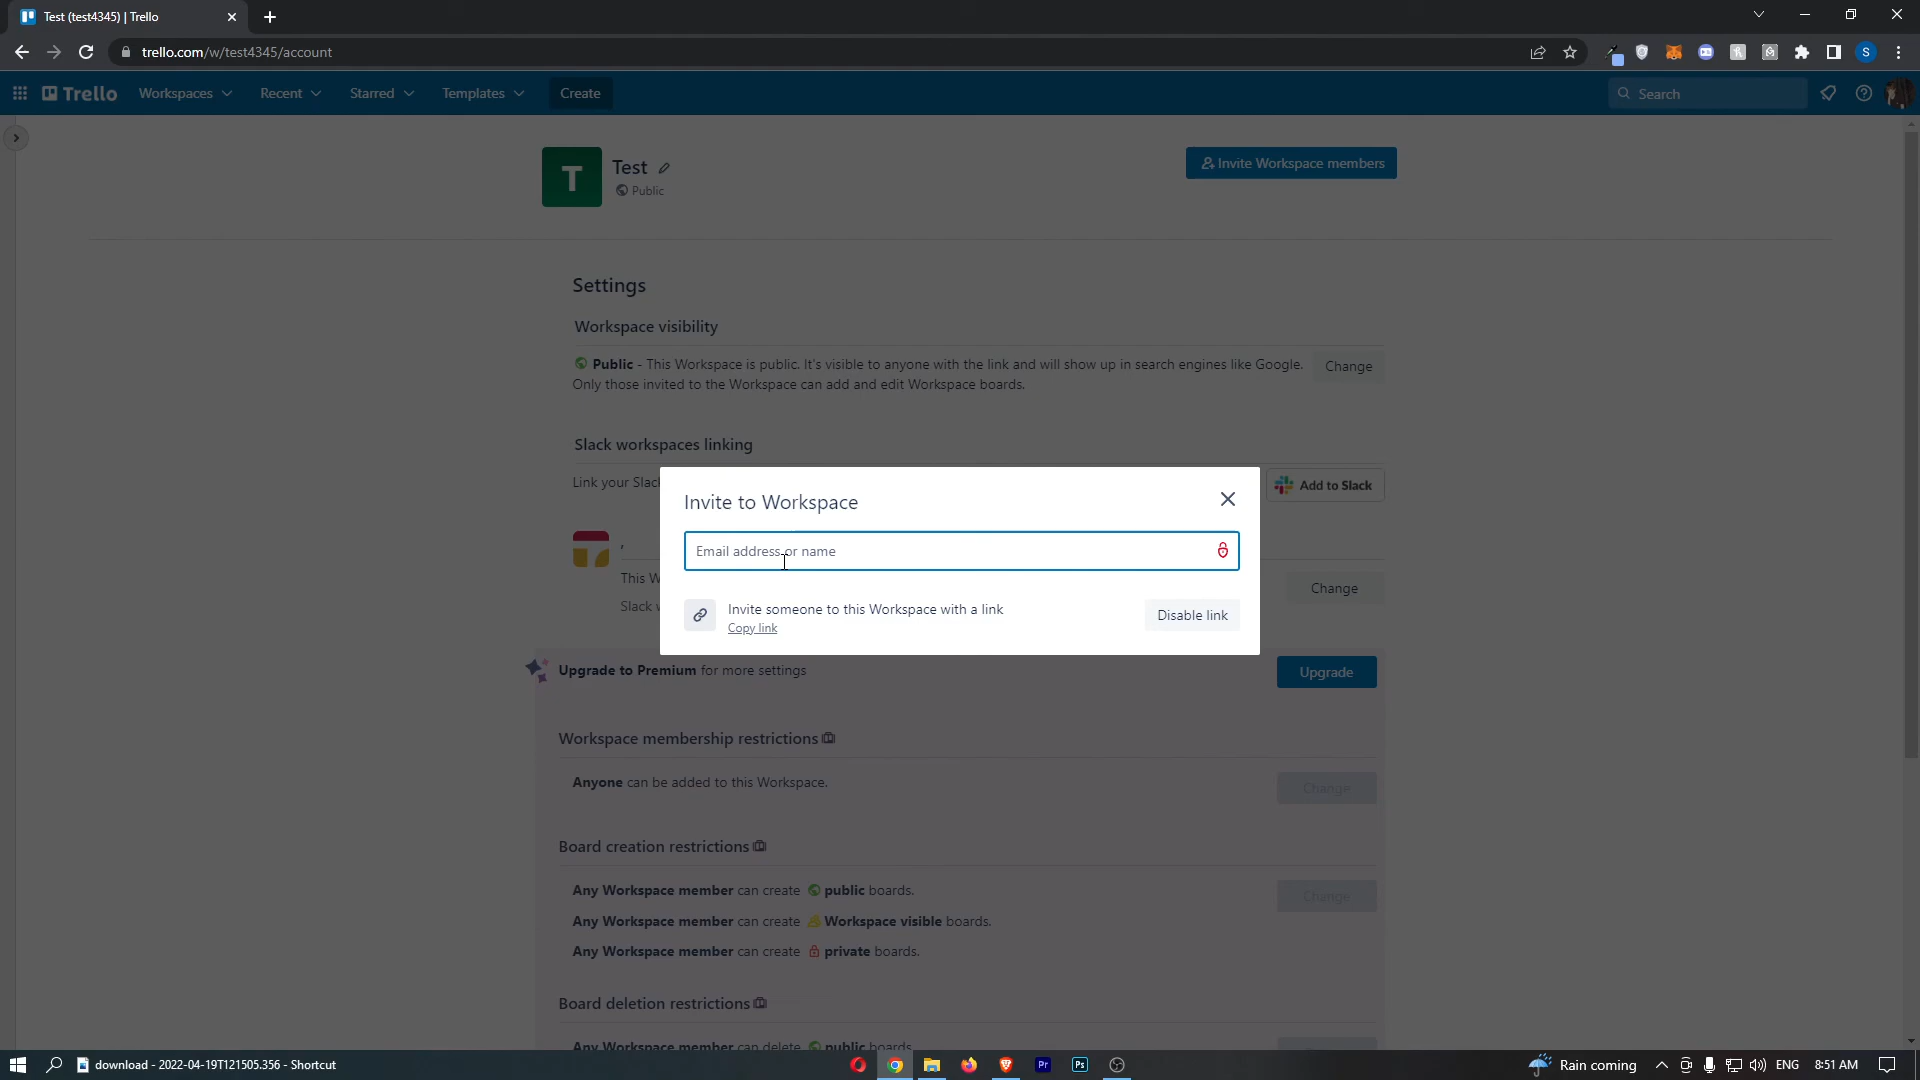 Test (test4345) | Trello
trello.com/w/test4345/account
S
Trello
Workspaces
Recent
Starred
Templates
Create
Search
T
Test
Public
Invite Workspace members
Settings
Workspace visibility
Public - This Workspace is public. It's visible to anyone with the link and will show up in search engines like Google.
Only those invited to the Workspace can add and edit Workspace boards.
Change
Slack workspaces linking
Link your Slac
Add to Slack
Invite to Workspace
Email address or name
This W
Slack w
Change
Invite someone to this Workspace with a link
Copy link
Disable link
Upgrade to Premium for more settings
Upgrade
Workspace membership restrictions
Anyone can be added to this Workspace.
Change
Board creation restrictions
Any Workspace member can create public boards.
Any Workspace member can create Workspace visible boards.
Any Workspace member can create private boards.
Change
Board deletion restrictions
Any Workspace member can delete public boards.
download - 2022-04-19T121505.356 - Shortcut
Pr
Ps
Rain coming
ENG
8:51 AM